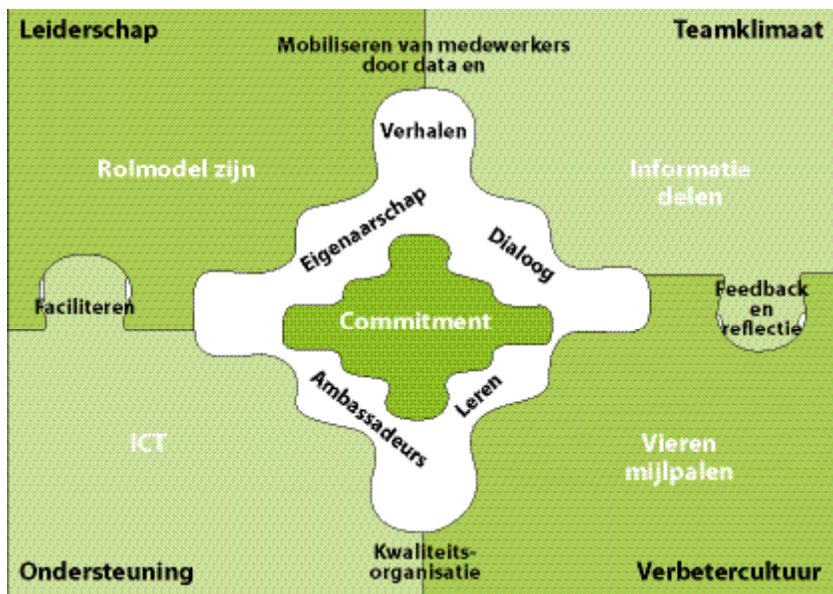 Leiderschap
Mobiliseren van medewerkers
door data en
Teamklimaat
Verhalen
Rolmodel zijn
Informatie
delen
Eigenaarschap
Dialoog
Faciliteren
Commitment
Feedback
en
reflectie
Ambassadeurs
Leren
ICT
Vieren
mijlpalen
Kwaliteits-
organisatie
Ondersteuning
Verbetercultuur